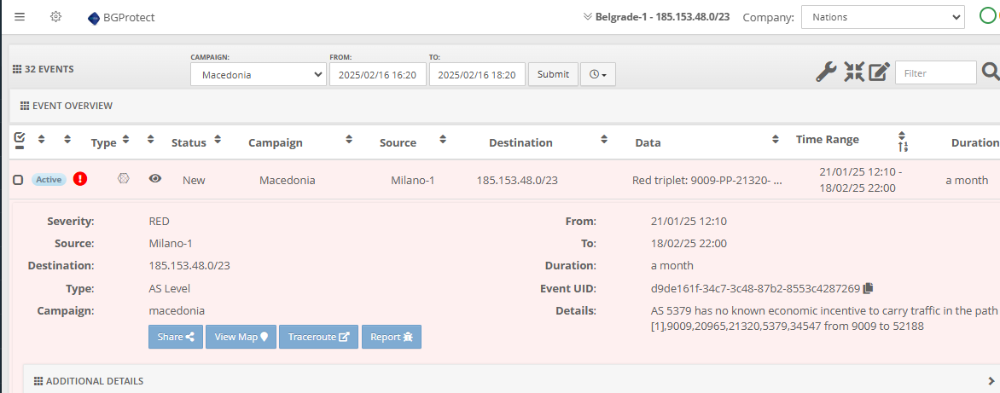 BGProtect
Belgrade-1 - 185.153.48.0/23 Company: Nations
32 EVENTS
CAMPAIGN: FROM: TO:
Macedonia 2025/02/16 16:20 2025/02/16 18:20 Submit Filter
EVENT OVERVIEW
Type Status Campaign Source Destination Data Time Range Duration
Active New Macedonia Milano-1 185.153.48.0/23 Red triplet: 9009-PP-21320- ... 21/01/25 12:10 - a month
18/02/25 22:00
Severity: RED From: 21/01/25 12:10
Source: Milano-1 To: 18/02/25 22:00
Destination: 185.153.48.0/23 Duration: a month
Type: AS Level Event UID: d9de161f-34c7-3c48-87b2-8553c4287269
Campaign: macedonia Details: AS 5379 has no known economic incentive to carry traffic in the path
[1],9009,20965,21320,5379,34547 from 9009 to 52188
Share View Map Traceroute Report
ADDITIONAL DETAILS